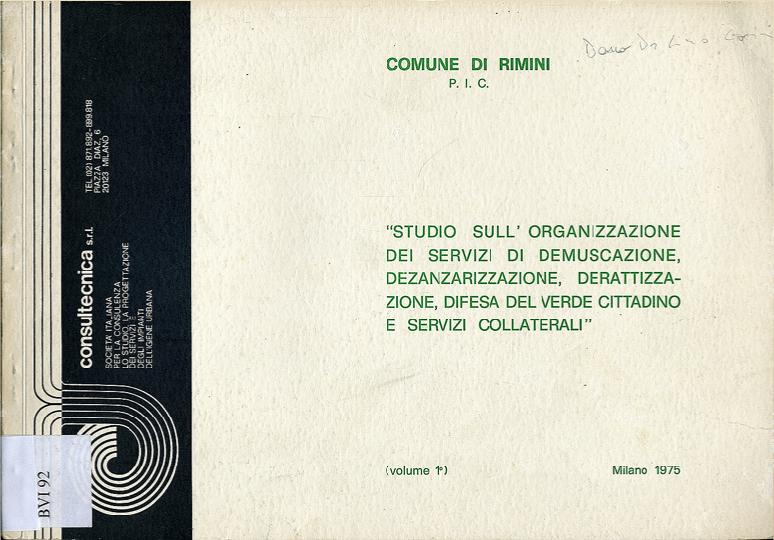 COMUNE DI RIMINI
P. I. C.
"STUDIO SULL' ORGANIZZAZIONE
DEI SERVIZI DI DEMUSCAZIONE,
DEZANZARIZZAZIONE, DERATTIZZA-
ZIONE, DIFESA DEL VERDE CITTADINO
E SERVIZI COLLATERALI"
(volume 1°)
Milano 1975
consultecnica s.r.l.
SOCIETA' ITALIANA
PER LA CONSULENZA
LO STUDIO, LA PROGETTAZIONE
DEI SERVIZI E
DEGLI IMPIANTI
DELL'IGIENE URBANA
TEL. (02) 871.892-899.818
PIAZZA DIAZ, 6
20123 MILANO
BVI 92